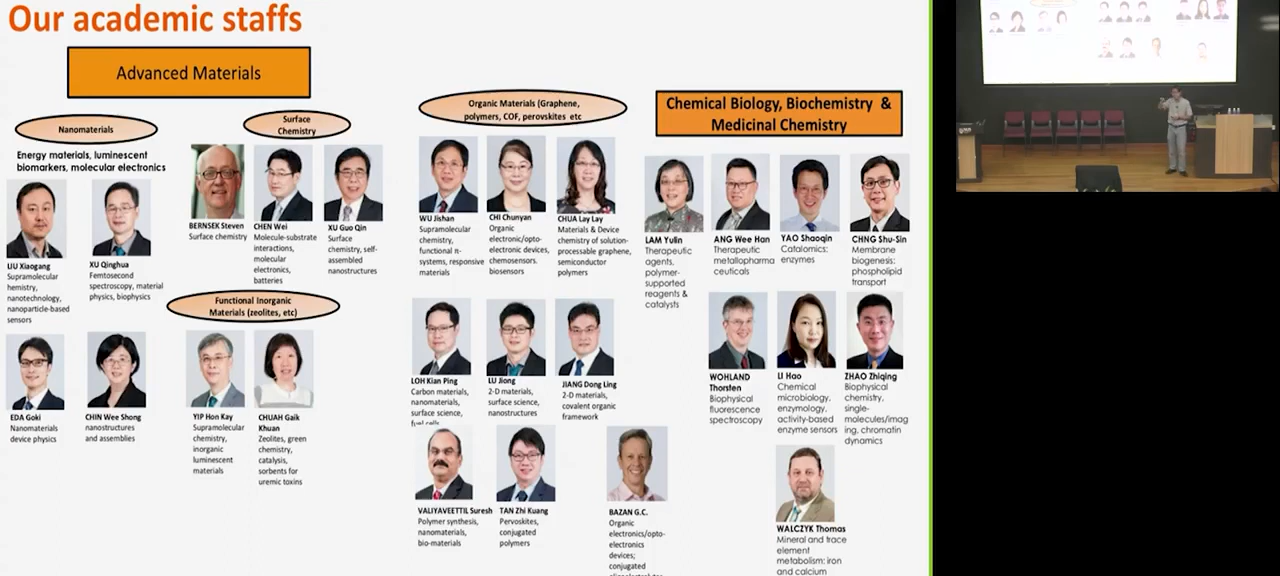 Our academic staffs
Advanced Materials
Nanomaterials
Energy materials, luminescent
biomarkers, molecular electronics
LIU Xiaogang
Supramolecular
hemistry,
nanotechnology,
nanoparticle-based
sensors
XU Qinghua
Femtosecond
spectroscopy, material
physics, biophysics
EDA Goki
Nanomaterials
device physics
CHIN Wee Shong
nanostructures
and assemblies
Surface
Chemistry
BERNSEK Steven
Surface chemistry
CHEN Wei
Molecule-substrate
interactions,
molecular
electronics,
batteries
XU Guo Qin
Surface
chemistry, self-
assembled
nanostructures
Functional Inorganic
Materials (zeolites, etc)
YIP Hon Kay
Supramolecular
chemistry,
inorganic
luminescent
materials
CHUAH Gaik
Khuan
Zeolites, green
chemistry,
catalysis,
sorbents for
uremic toxins
Organic Materials (Graphene,
polymers, COF, perovskites etc
WU Jishan
Supramolecular
chemistry,
functional π-
systems, responsive
materials
CHI Chunyan
Organic
electronic/opto-
electronic devices,
chemosensors.
biosensors
CHUA Lay Lay
Materials & Device
chemistry of solution-
processable graphene,
semiconductor
polymers
LOH Kian Ping
Carbon materials,
nanomaterials,
surface science,
fuel cells
LU Jiong
2-D materials,
surface science,
nanostructures
JIANG Dong Ling
2-D materials,
covalent organic
framework
VALIYAVEETTIL Suresh
Polymer synthesis,
nanomaterials,
bio-materials
TAN Zhi Kuang
Pervoskites,
conjugated
polymers
BAZAN G.C.
Organic
electronics/opto-
electronics
devices;
conjugated
Chemical Biology, Biochemistry &
Medicinal Chemistry
LAM Yulin
Therapeutic
agents,
polymer-
supported
reagents &
catalysts
ANG Wee Han
Therapeutic
metallopharma
ceuticals
YAO Shaoqin
Catalomics:
enzymes
CHNG Shu-Sin
Membrane
biogenesis:
phospholipid
transport
WOHLAND
Thorsten
Biophysical
fluorescence
spectroscopy
LI Hao
Chemical
microbiology,
enzymology,
activity-based
enzyme sensors
ZHAO Zhiqing
Biophysical
chemistry,
single-
molecules/imag
ing, chromatin
dynamics
WALCZYK Thomas
Mineral and trace
element
metabolism: iron
and calcium